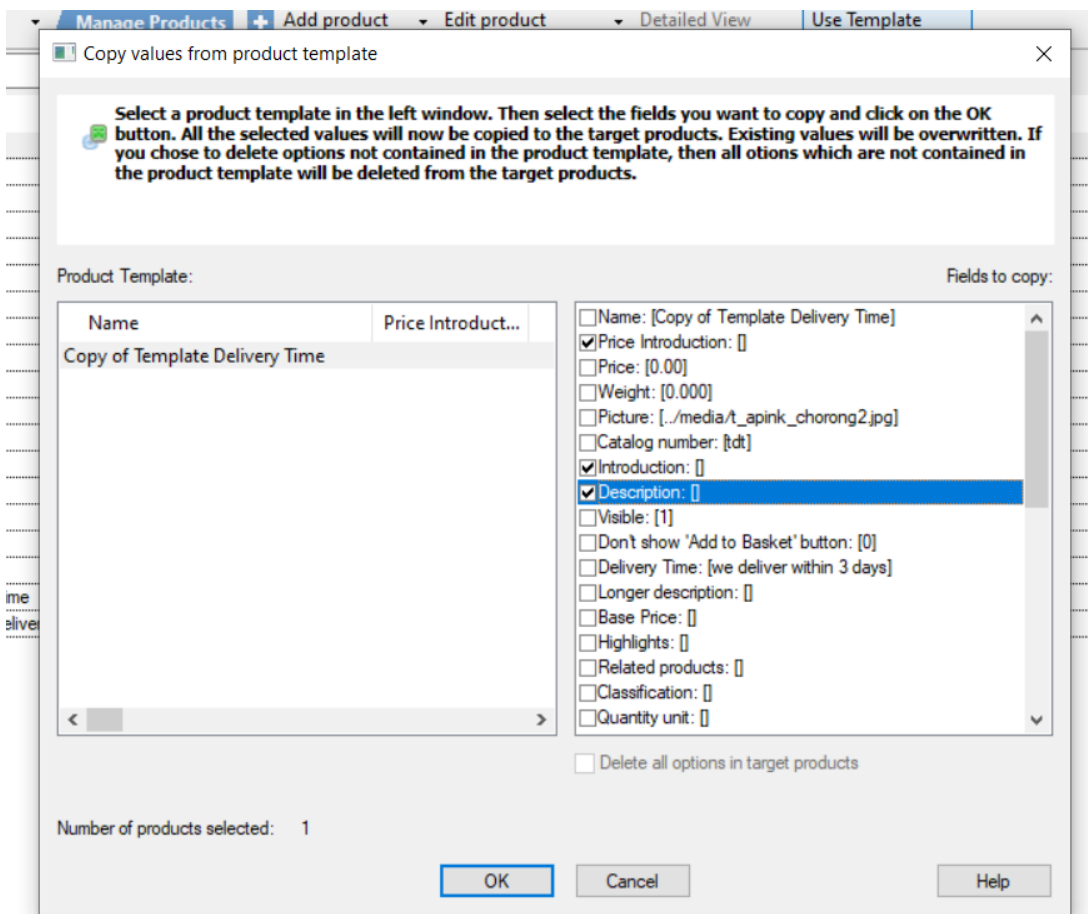 Manage Products Add product Edit product Detailed View Use Template
Copy values from product template
Select a product template in the left window. Then select the fields you want to copy and click on the OK
button. All the selected values will now be copied to the target products. Existing values will be overwritten. If
you chose to delete options not contained in the product template, then all otions which are not contained in
the product template will be deleted from the target products.
Product Template:
Fields to copy:
Name Price Introduct...
Copy of Template Delivery Time
Name: [Copy of Template Delivery Time]
Price Introduction: []
Price: [0.00]
Weight: [0.000]
Picture: [../media/t_apink_chorong2.jpg]
Catalog number: [tdt]
Introduction: []
Description: []
Visible: [1]
Don't show 'Add to Basket' button: [0]
Delivery Time: [we deliver within 3 days]
Longer description: []
Base Price: []
Highlights: []
Related products: []
Classification: []
Quantity unit: []
ime
eliver
Delete all options in target products
Number of products selected: 1
OK Cancel Help